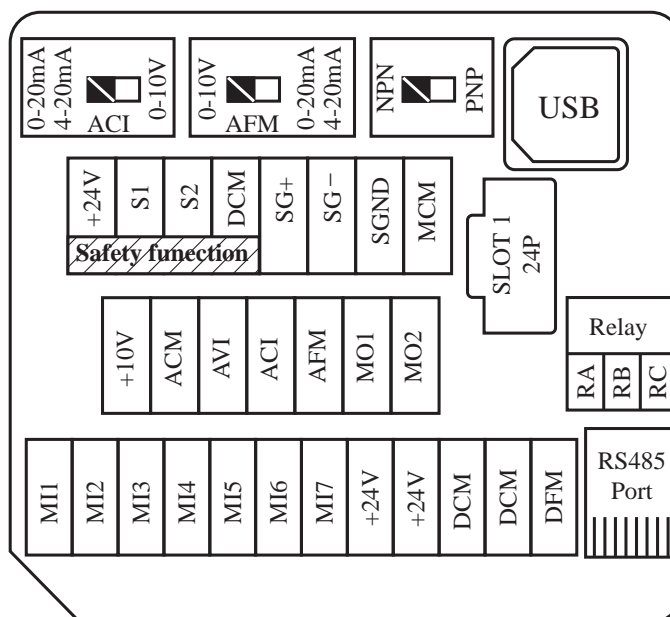 0-20mA
4-20mA
0-10V
ACI
0-10V
0-20mA
4-20mA
AFM
NPN
PNP
USB
+24V
S1
S2
DCM
SG+
SG−
SGND
MCM
Safety funection
SLOT 1
24P
+10V
ACM
AVI
ACI
AFM
MO1
MO2
Relay
RA
RB
RC
MI1
MI2
MI3
MI4
MI5
MI6
MI7
+24V
+24V
DCM
DCM
DFM
RS485
Port